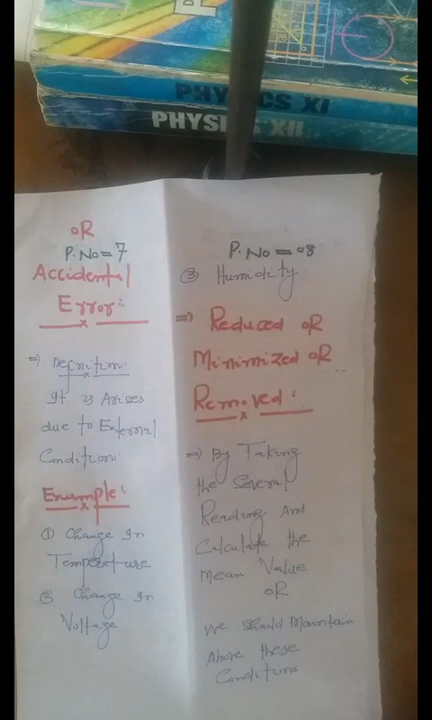 PHYSICS XI
PHYSICS XII
OR
P.No=7
Accidental
Error:
=> Definition
It is Arises
due to External
Condition
Example:
① Change In
Temperature
② Change In
Voltage
P.No=08
③ Humidity
=> Reduced OR
Minimized OR
Removed:
=> By Taking
the Several
Reading And
Calculate the
Mean Value
OR
We Should Maintain
Above these
Conditions